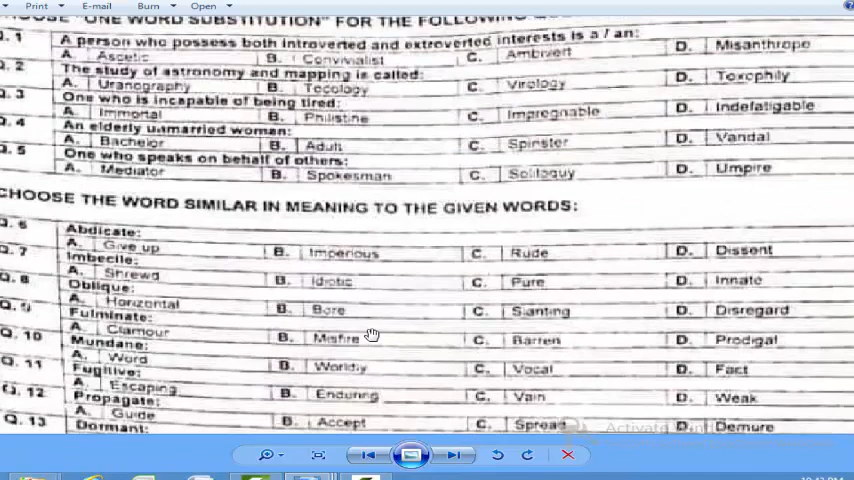 Print E-mail Burn Open
CHOOSE "ONE WORD SUBSTITUTION" FOR THE FOLLOWING
Q. 1 A person who possess both introverted and extroverted interests is a / an:
A. Ascetic B. Convivialist C. Ambivert D. Misanthrope
Q. 2 The study of astronomy and mapping is called:
A. Uranography B. Tocology C. Virology D. Toxophily
Q. 3 One who is incapable of being tired:
A. Immortal B. Philistine C. Impregnable D. Indefatigable
Q. 4 An elderly unmarried woman:
A. Bachelor B. Adult C. Spinster D. Vandal
Q. 5 One who speaks on behalf of others:
A. Mediator B. Spokesman C. Soliloquy D. Umpire
CHOOSE THE WORD SIMILAR IN MEANING TO THE GIVEN WORDS:
Q. 6 Abdicate:
A. Give up B. Imperious C. Rude D. Dissent
Q. 7 Imbecile:
A. Shrewd B. Idiotic C. Pure D. Innate
Q. 8 Oblique:
A. Horizontal B. Bore C. Slanting D. Disregard
Q. 9 Fulminate:
A. Clamour B. Misfire C. Barren D. Prodigal
Q. 10 Mundane:
A. Word B. Worldly C. Vocal D. Fact
Q. 11 Fugitive:
A. Escaping B. Enduring C. Vain D. Weak
Q. 12 Propagate:
A. Guide B. Accept C. Spread D. Demure
Q. 13 Dormant:
Activate Wind
10:43 PM